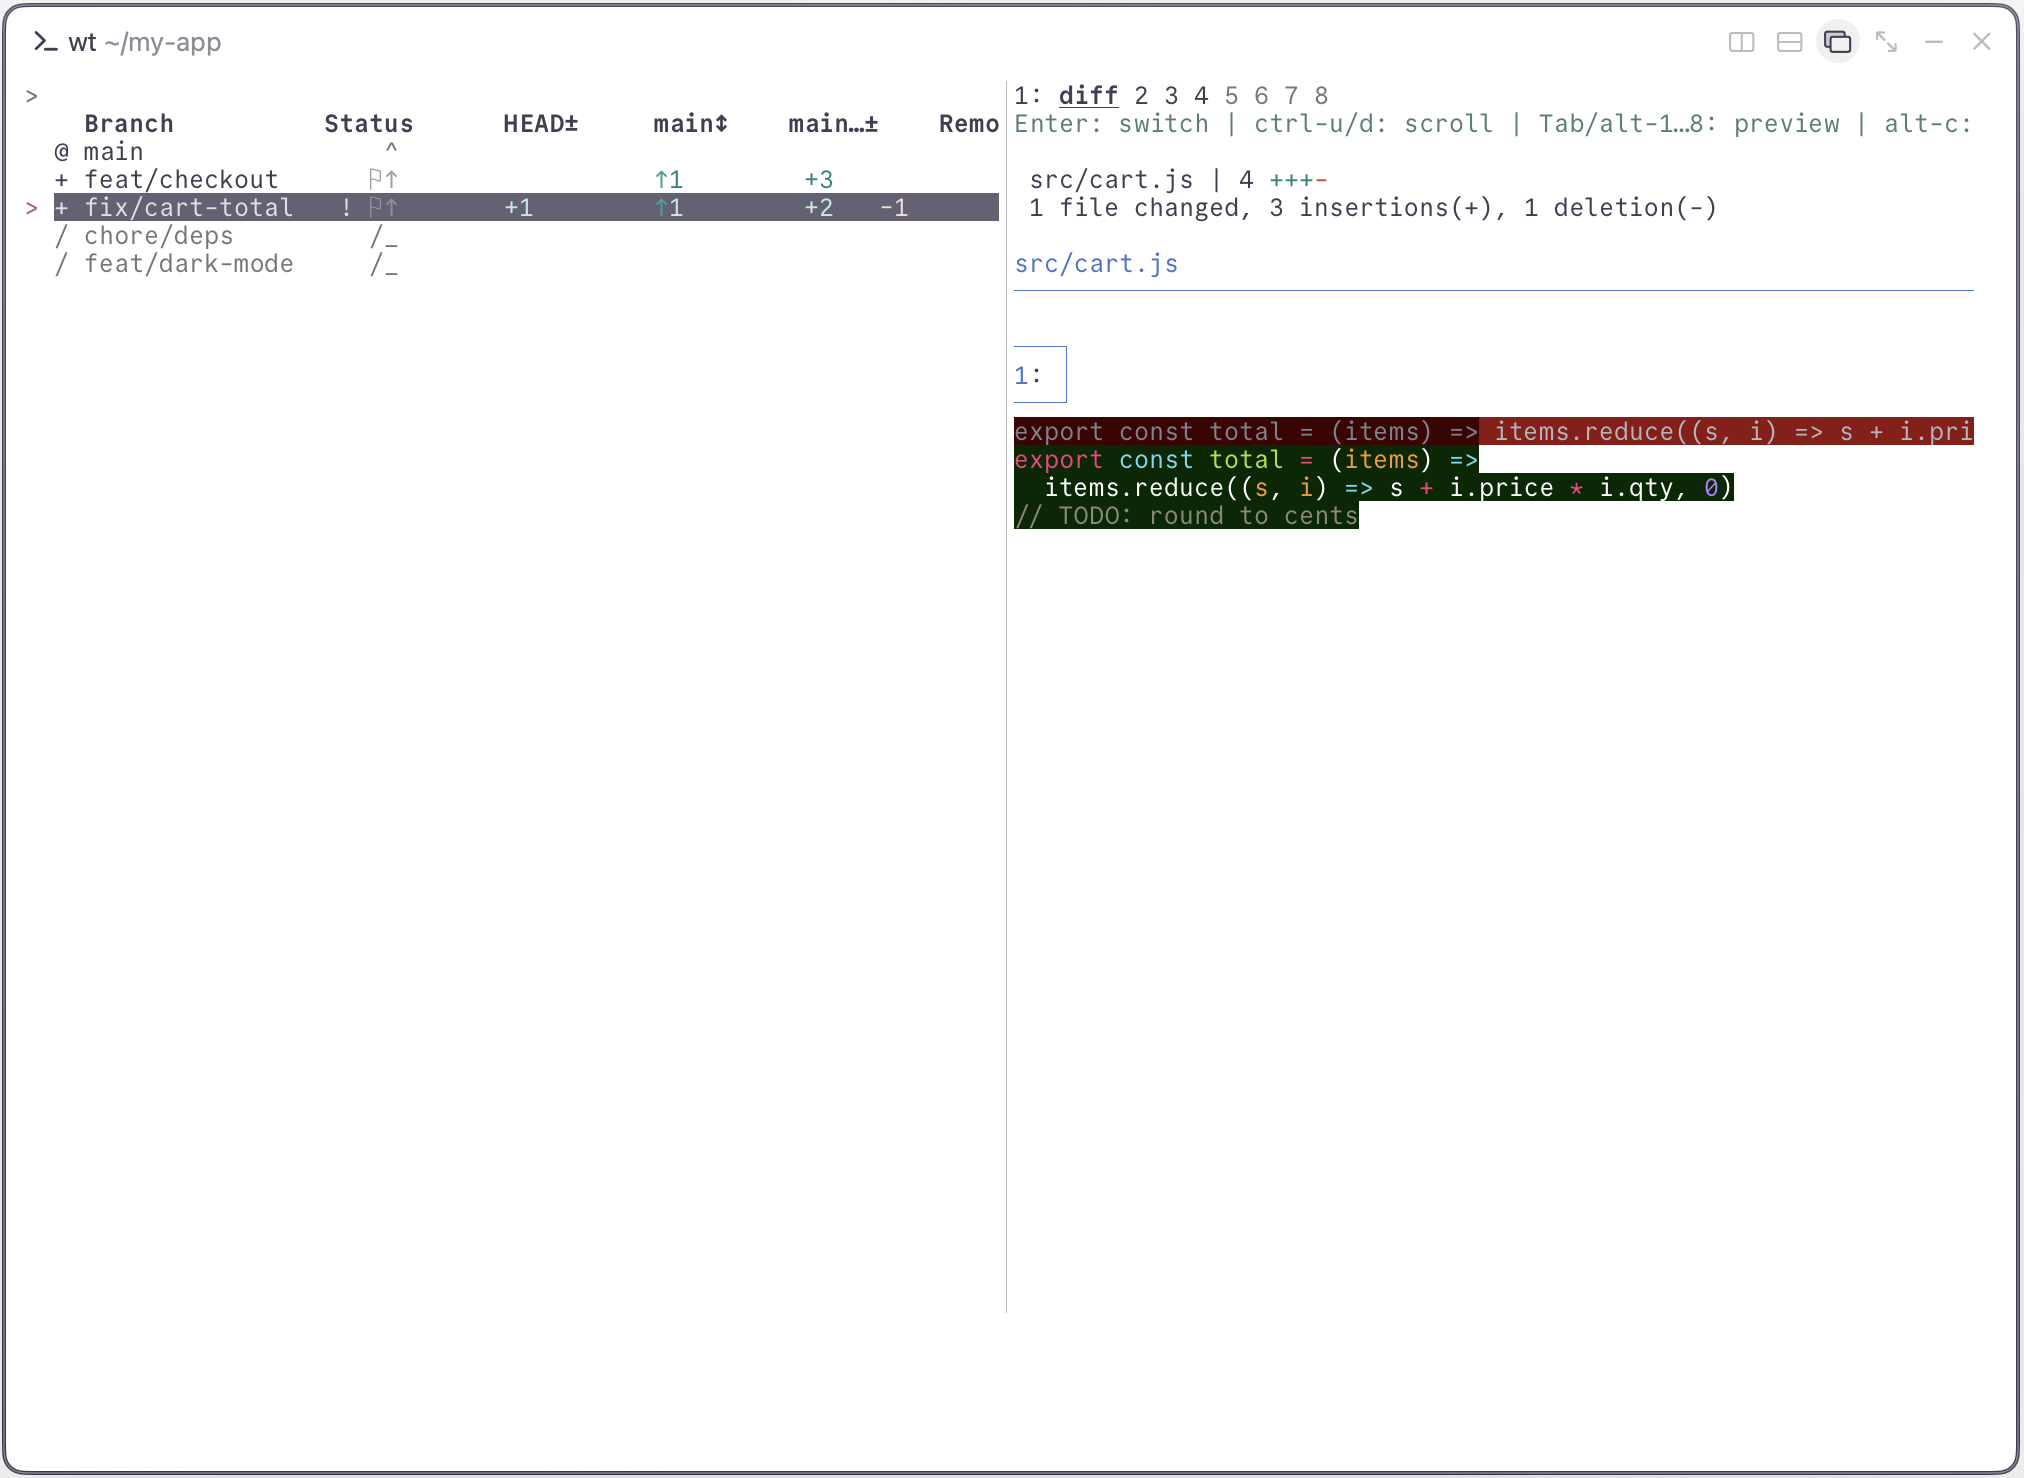 wt ~/my-app
>
Branch Status HEAD± main↕ main…± Remo
@ main ^
+ feat/checkout ⚐↑ ↑1 +3
> + fix/cart-total ! ⚐↑ +1 ↑1 +2 -1
/ chore/deps /_
/ feat/dark-mode /_
1: diff 2 3 4 5 6 7 8
Enter: switch | ctrl-u/d: scroll | Tab/alt-1…8: preview | alt-c:
src/cart.js | 4 +++-
1 file changed, 3 insertions(+), 1 deletion(-)
src/cart.js
1:
export const total = (items) => items.reduce((s, i) => s + i.pri
export const total = (items) =>
  items.reduce((s, i) => s + i.price * i.qty, 0)
// TODO: round to cents